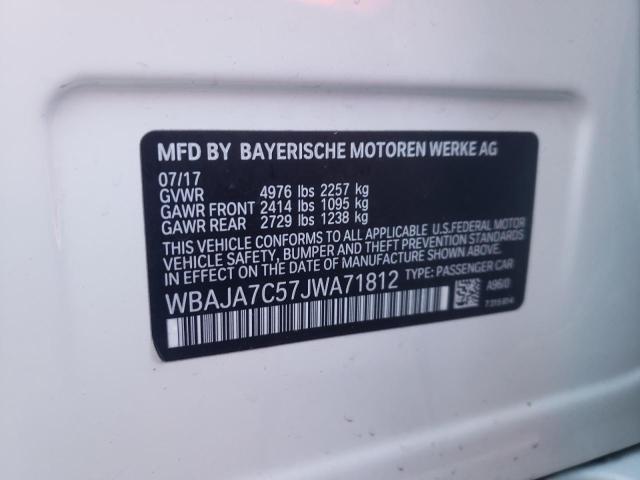 MFD BY BAYERISCHE MOTOREN WERKE AG
07/17
GVWR 4976 lbs 2257 kg
GAWR FRONT 2414 lbs 1095 kg
GAWR REAR 2729 lbs 1238 kg
THIS VEHICLE CONFORMS TO ALL APPLICABLE U.S.FEDERAL MOTOR
VEHICLE SAFETY, BUMPER AND THEFT PREVENTION STANDARDS
IN EFFECT ON THE DATE OF MANUFACTURE SHOWN ABOVE.
WBAJA7C57JWA71812 TYPE: PASSENGER CAR
A96I0